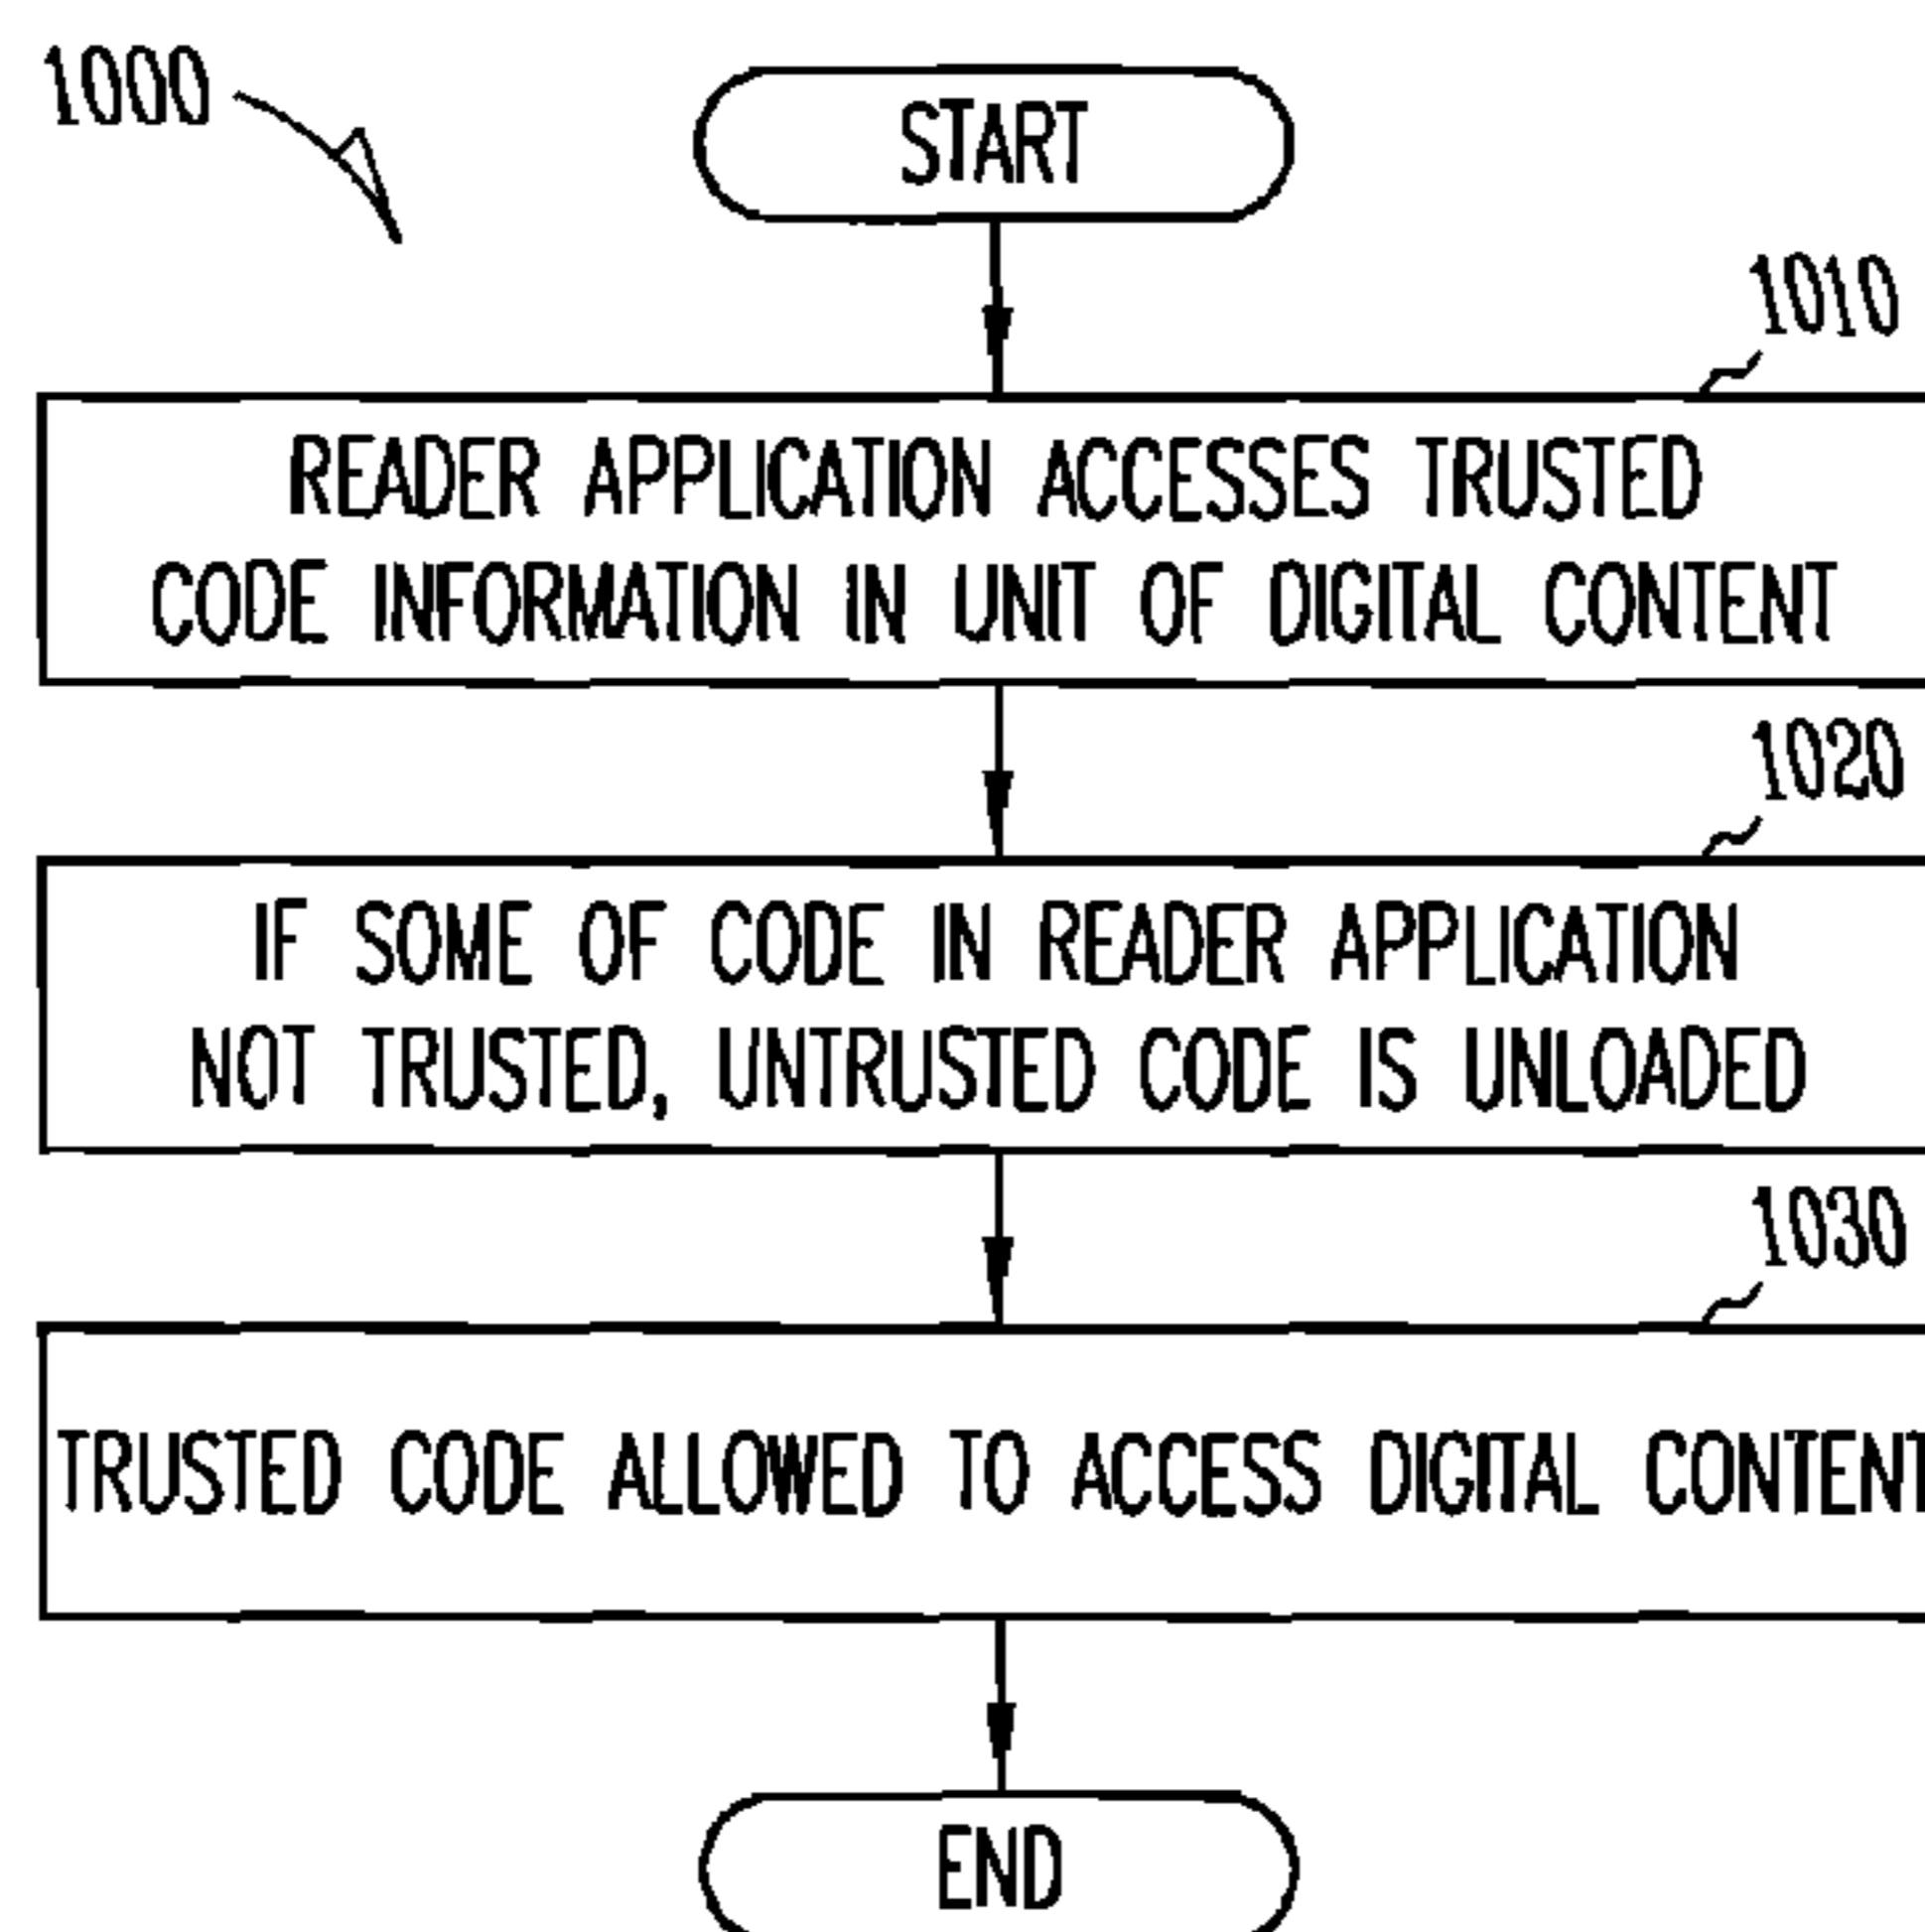 1000
START
1010
READER APPLICATION ACCESSES TRUSTED
CODE INFORMATION IN UNIT OF DIGITAL CONTENT
1020
IF SOME OF CODE IN READER APPLICATION
NOT TRUSTED, UNTRUSTED CODE IS UNLOADED
1030
TRUSTED CODE ALLOWED TO ACCESS DIGITAL CONTENT
END